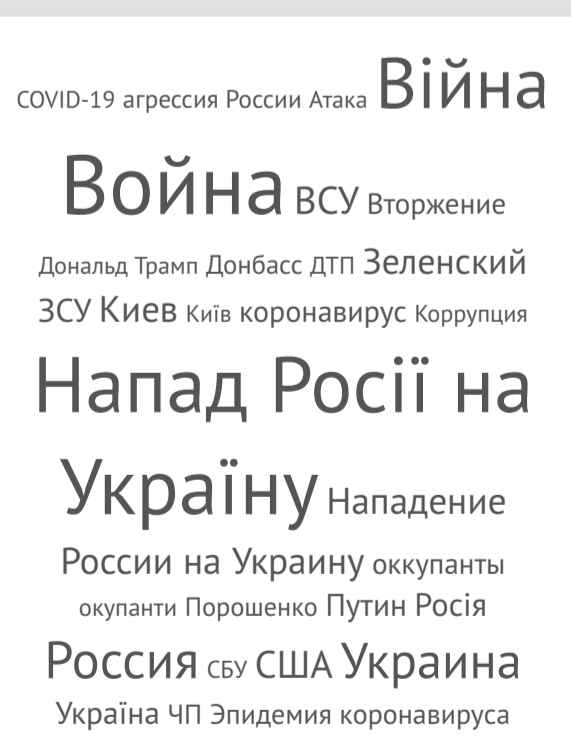 COVID-19 агрессия России Атака Війна
Война ВСУ Вторжение
Дональд Трамп Донбасс ДТП Зеленский
ЗСУ Киев Київ коронавирус Коррупция
Напад Росії на
Україну Нападение
России на Украину оккупанты
окупанти Порошенко Путин Росія
Россия СБУ США Украина
Україна ЧП Эпидемия коронавируса